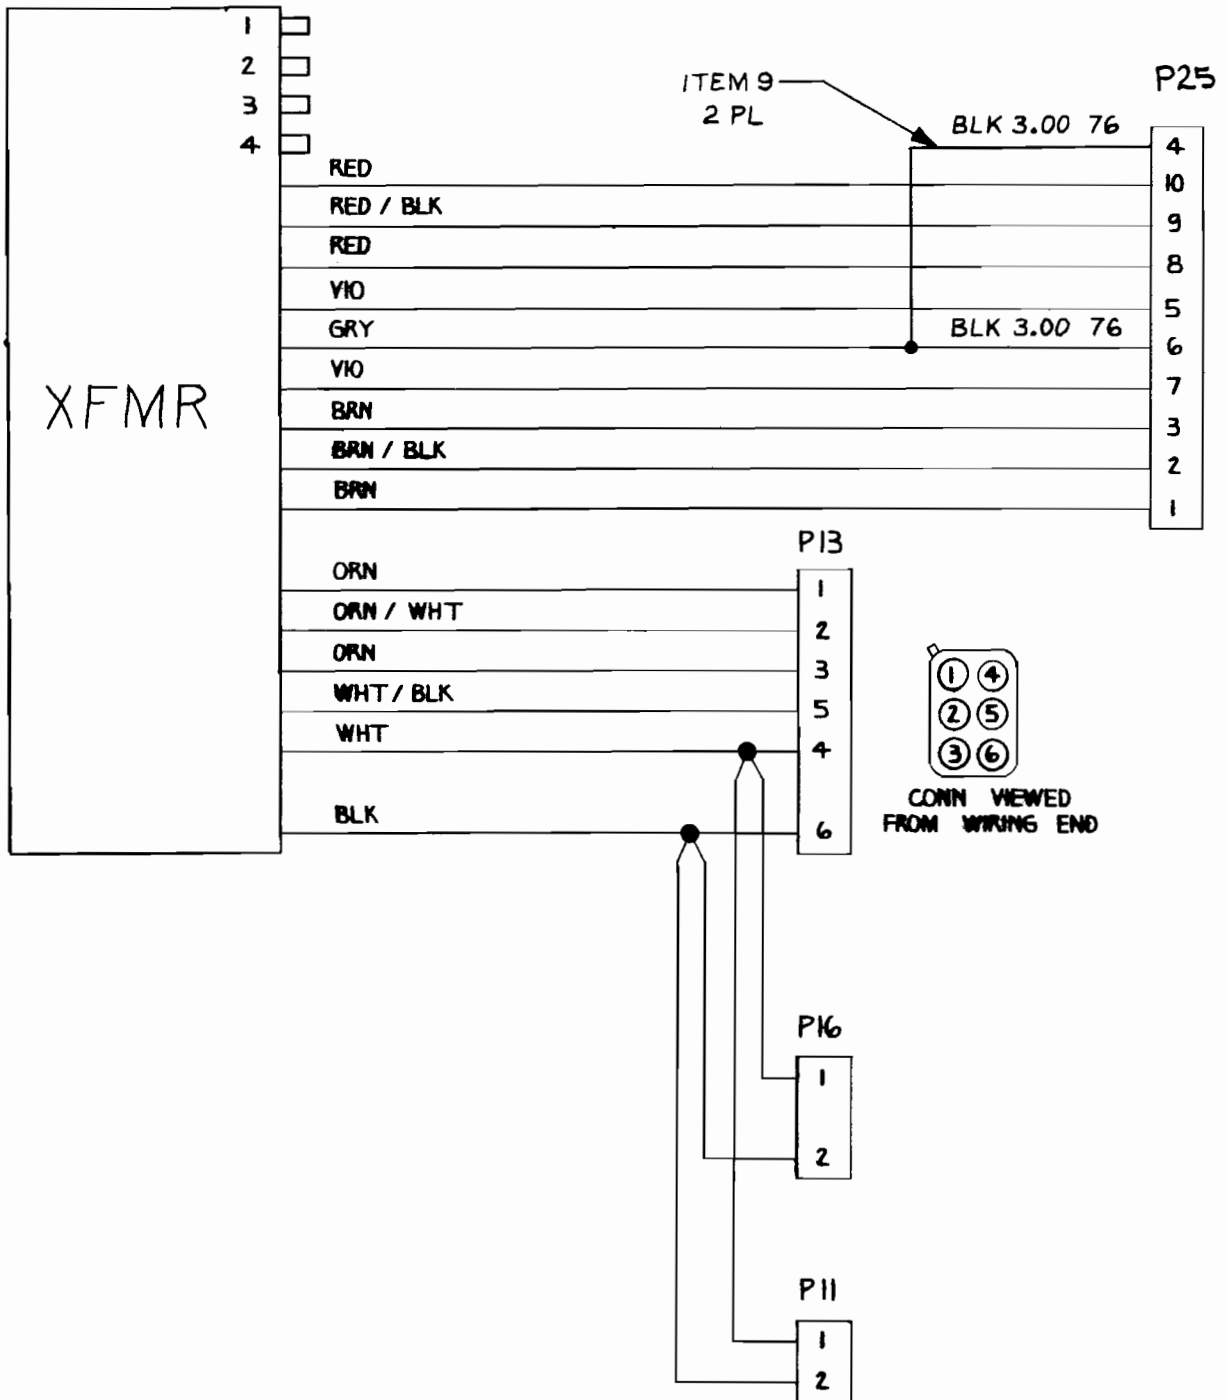 1
2
3
4
XFMR
ITEM 9
2 PL
P25
BLK 3.00 76
4
RED
10
RED / BLK
9
RED
8
VIO
5
GRY
BLK 3.00 76
6
VIO
7
BRN
3
BRN / BLK
2
BRN
1
P13
ORN
1
ORN / WHT
2
ORN
3
WHT / BLK
5
WHT
4
BLK
6
1 4
2 5
3 6
CONN VIEWED
FROM WIRING END
P16
1
2
P11
1
2